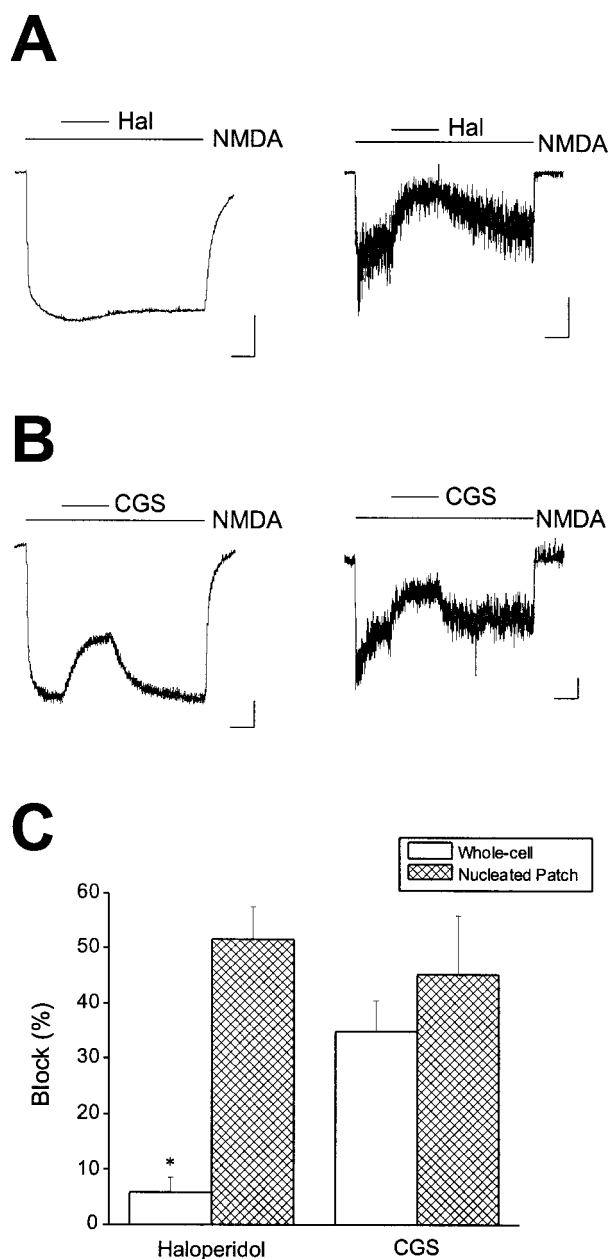 A
Hal
NMDA
Hal
NMDA
B
CGS
NMDA
CGS
NMDA
C
Whole-cell
Nucleated Patch
60
50
40
30
20
10
0
Block (%)
*
Haloperidol
CGS